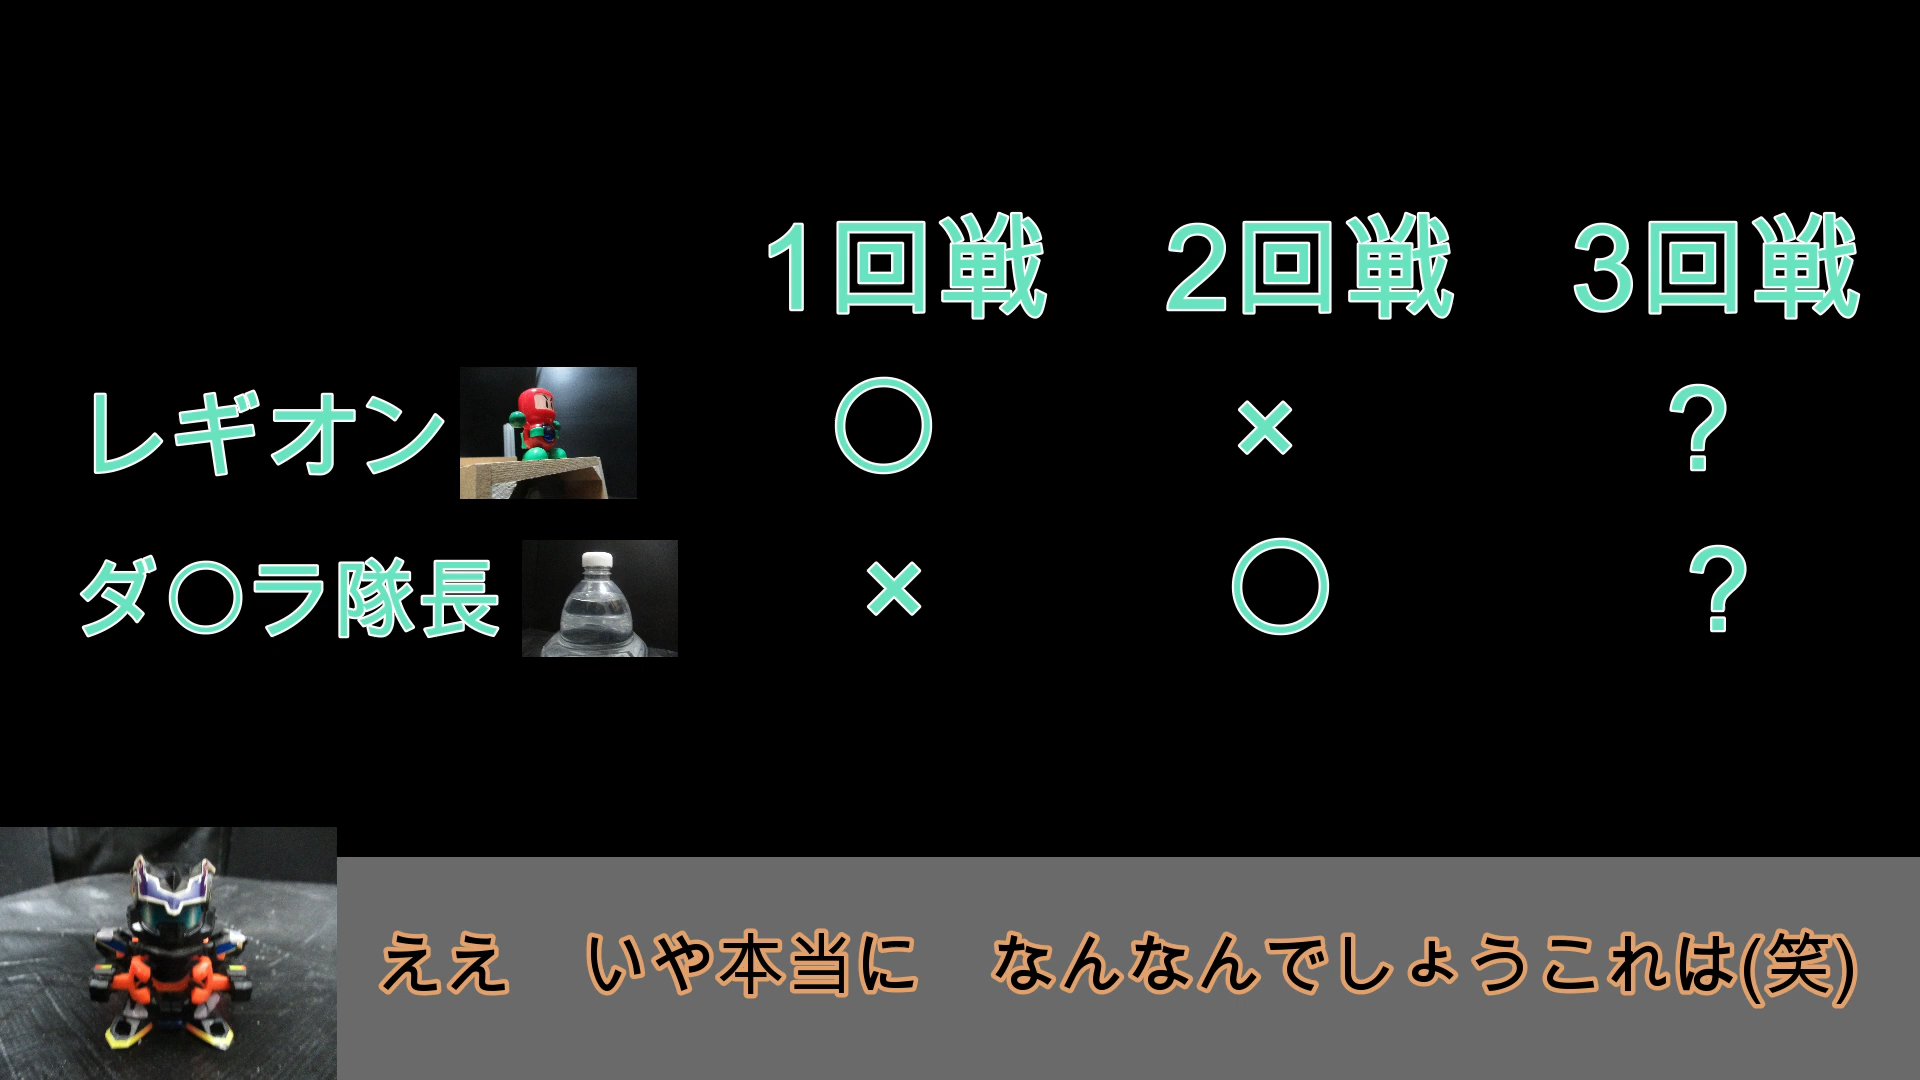 1回戦 2回戦 3回戦
レギオン ○ × ?
ダ○ラ隊長 × ○ ?
ええ　いや本当に　なんなんでしょうこれは(笑)